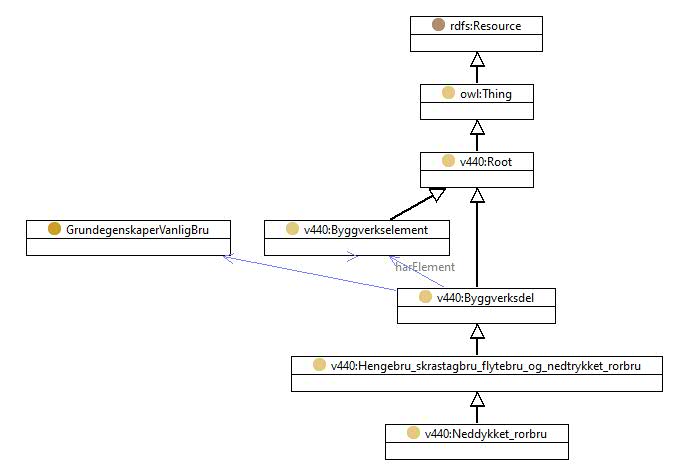 rdfs:Resource
owl:Thing
v440:Root
GrundegenskaperVanligBru
v440:Byggverkselement
harElement
v440:Byggverksdel
v440:Hengebru_skrastagbru_flytebru_og_nedtrykket_rorbru
v440:Neddykket_rorbru